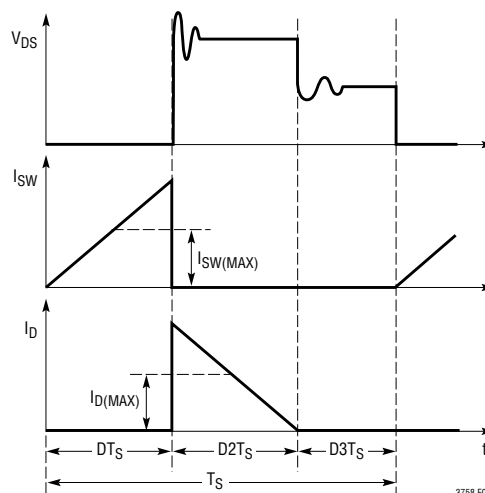 VDS
ISW
ISW(MAX)
ID
ID(MAX)
DTS
D2TS
D3TS
t
TS